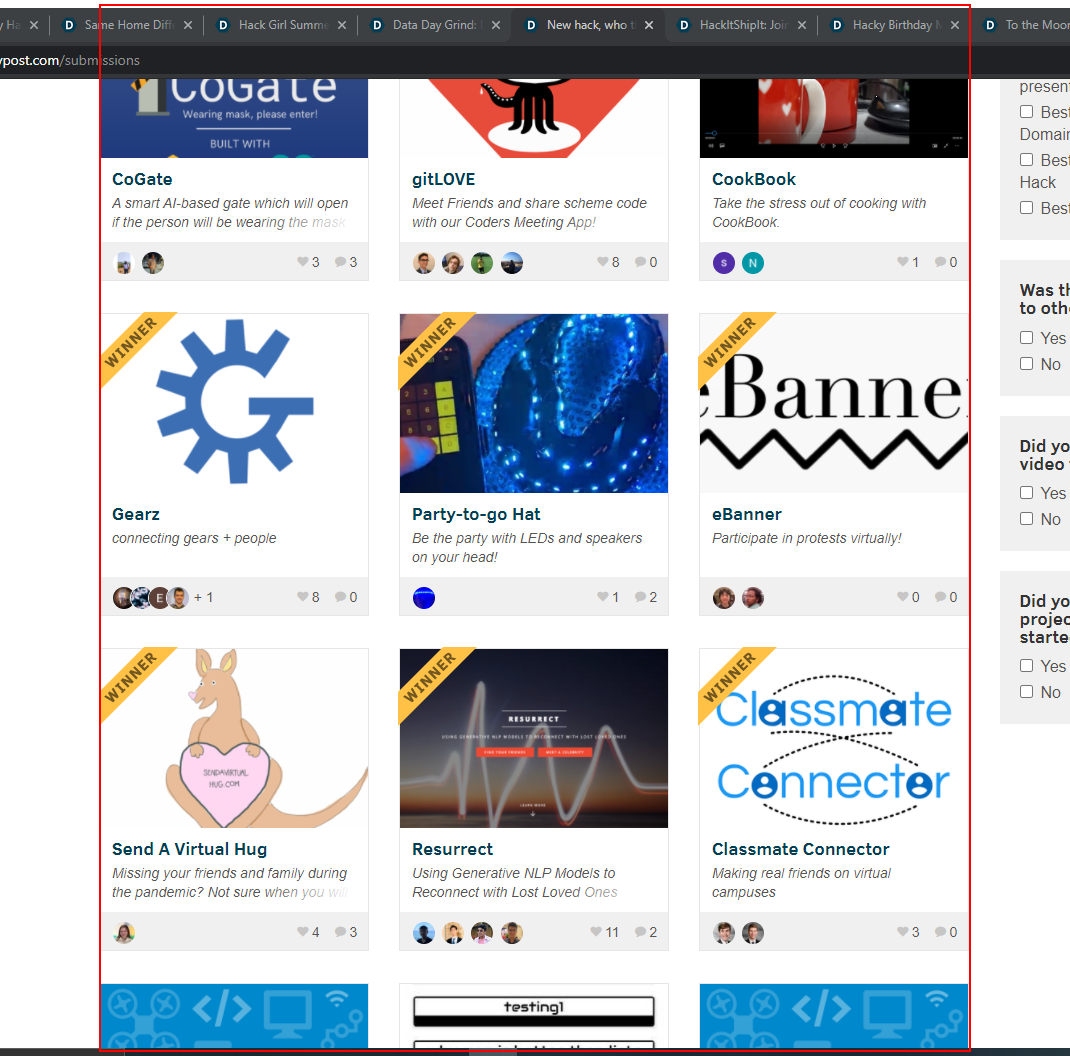 Same Home Diff
Hack Girl Summe
Data Day Grind:
New hack, who
HackItShipIt: Joi
Hacky Birthday
To the Moon
post.com/submissions
CoGate
Wearing mask, please enter!
BUILT WITH
CoGate
A smart AI-based gate which will open
if the person will be wearing the mask
3 3
gitLOVE
Meet Friends and share scheme code
with our Coders Meeting App!
8 0
CookBook
Take the stress out of cooking with
CookBook.
S N
1 0
WINNER
Gearz
connecting gears + people
E + 1 8 0
WINNER
Party-to-go Hat
Be the party with LEDs and speakers
on your head!
1 2
WINNER
eBanner
eBanner
Participate in protests virtually!
0 0
WINNER
SENDAVIRTUAL
HUG.COM
Send A Virtual Hug
Missing your friends and family during
the pandemic? Not sure when you will
4 3
WINNER
RESURRECT
USING GENERATIVE NLP MODELS TO RECONNECT WITH LOST LOVED ONES
FIND YOUR FRIENDS MEET A CELEBRITY
LEARN MORE
Resurrect
Using Generative NLP Models to
Reconnect with Lost Loved Ones
11 2
WINNER
Classmate
Connector
Classmate Connector
Making real friends on virtual
campuses
3 0
testing1
present
Best
Domain
Best
Hack
Best
Was th
to othe
Yes
No
Did yo
video
Yes
No
Did yo
projec
starte
Yes
No